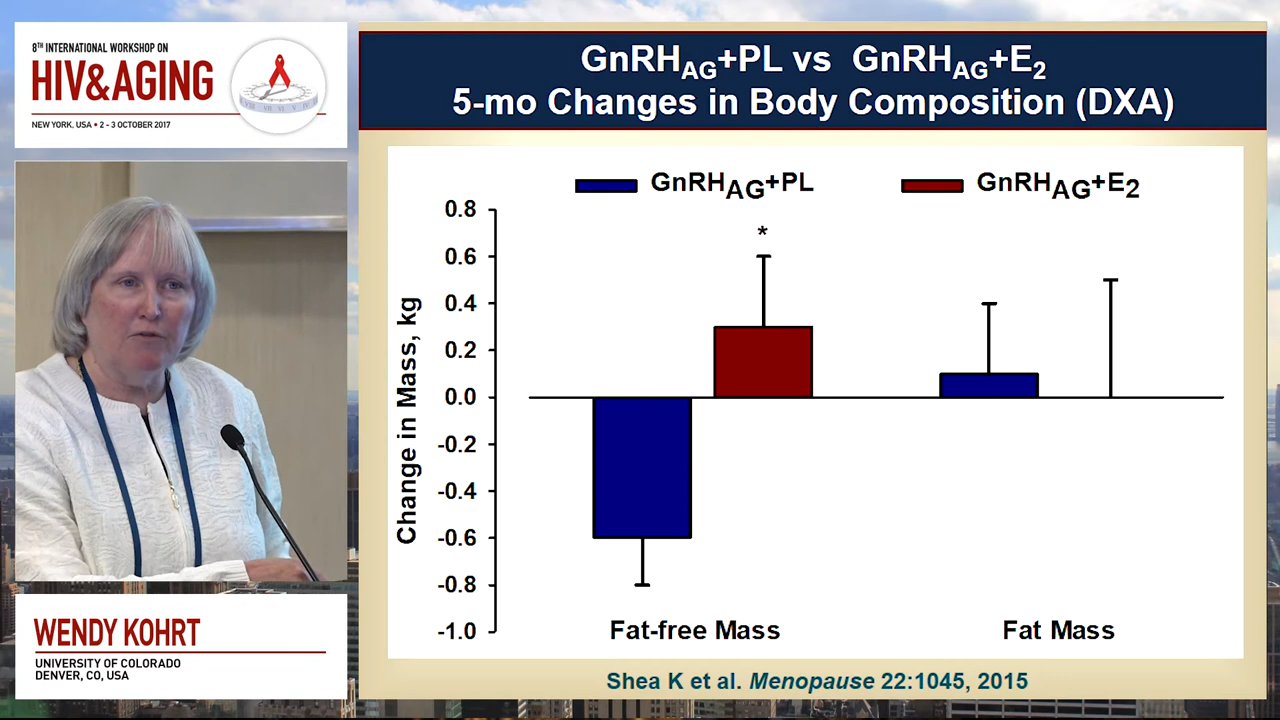 8TH INTERNATIONAL WORKSHOP ON
HIV&AGING
NEW YORK, USA • 2 - 3 OCTOBER 2017
WENDY KOHRT
UNIVERSITY OF COLORADO
DENVER, CO, USA
GnRHAG+PL vs GnRHAG+E2
5-mo Changes in Body Composition (DXA)
GnRHAG+PL
GnRHAG+E2
Change in Mass, kg
0.8
0.6
0.4
0.2
0.0
-0.2
-0.4
-0.6
-0.8
-1.0
*
Fat-free Mass
Fat Mass
Shea K et al. Menopause 22:1045, 2015